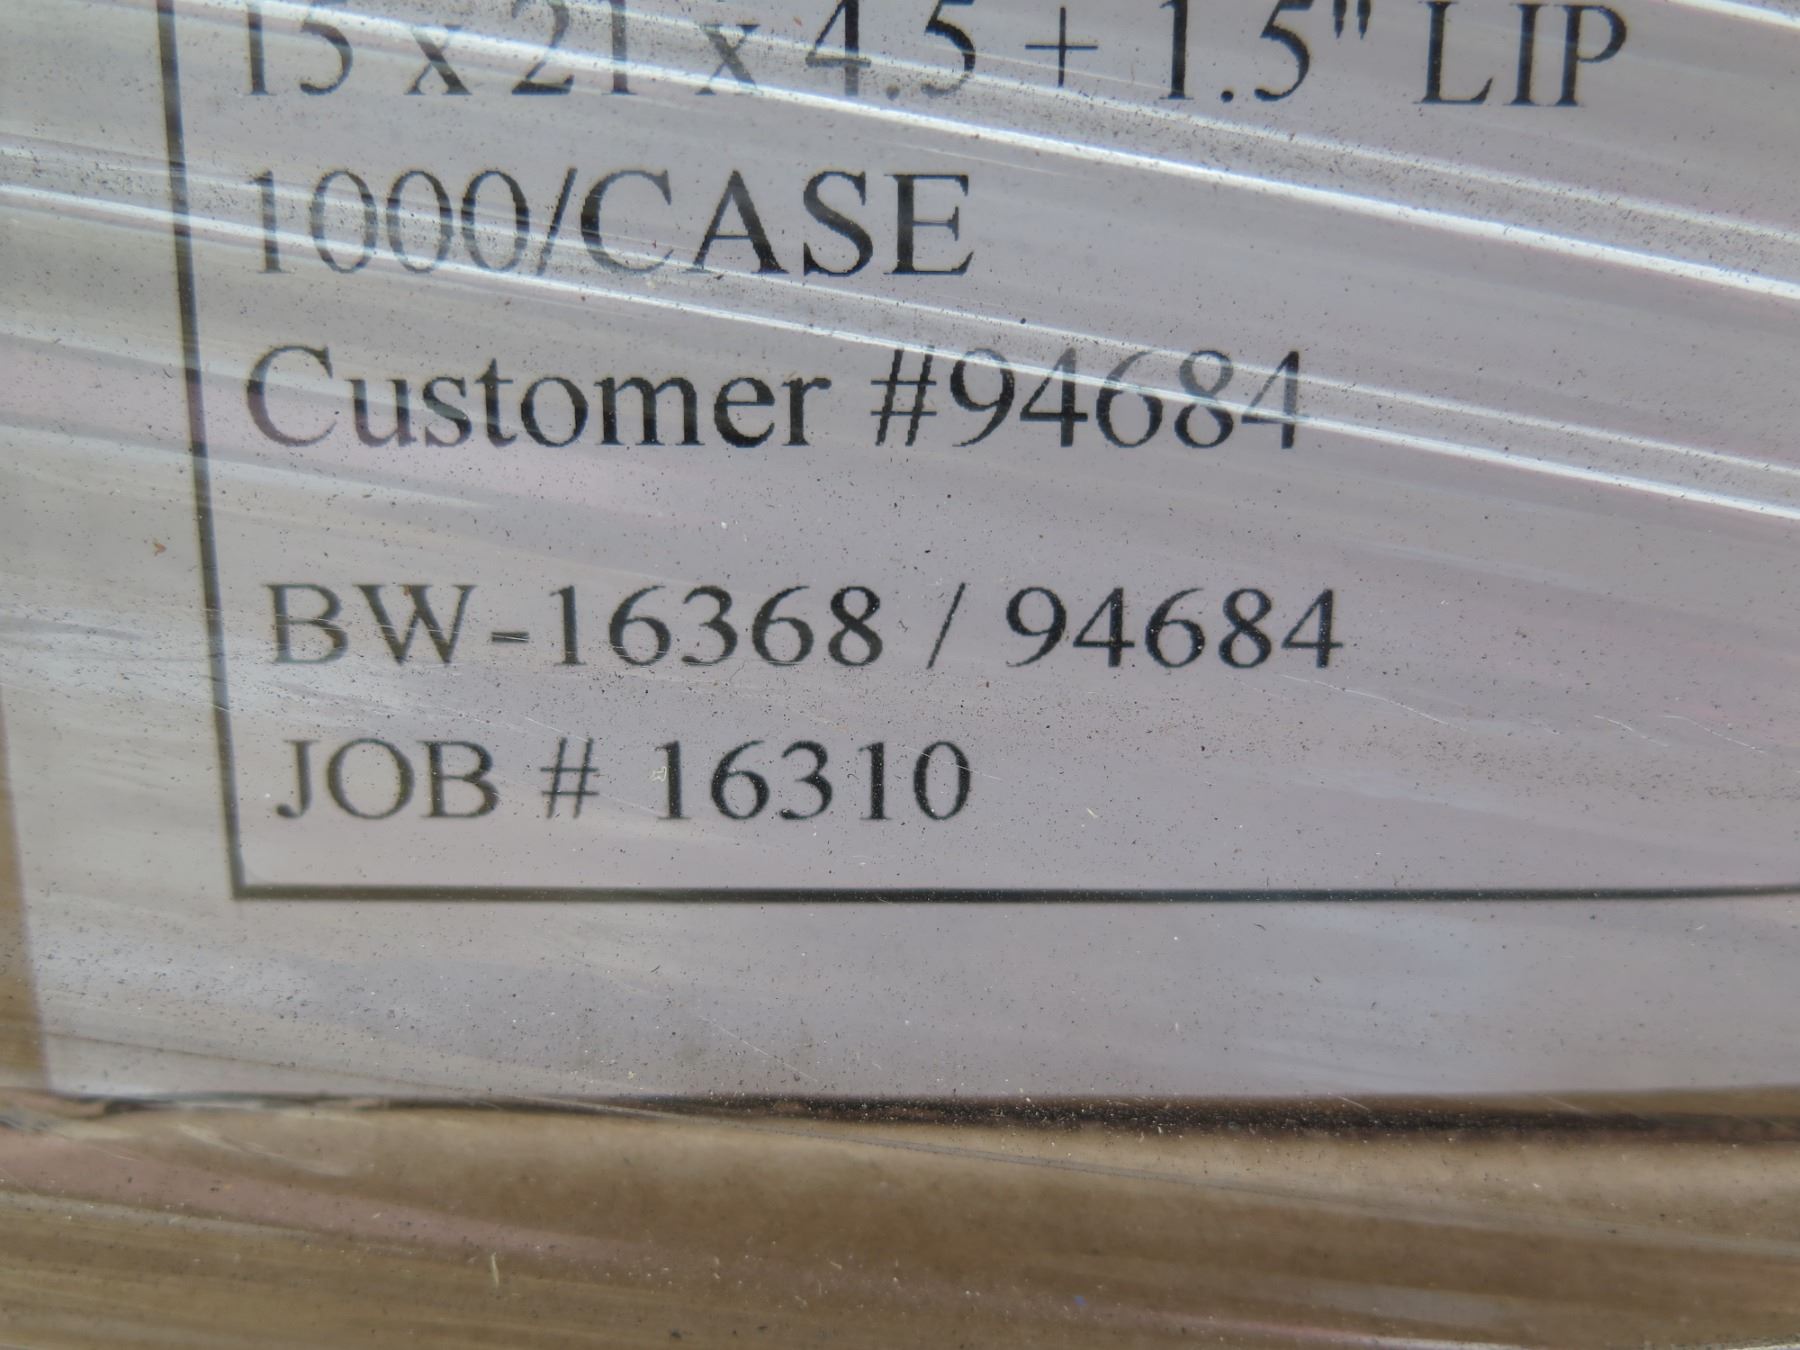 15 x 21 x 4.5 + 1.5" LIP
1000/CASE
Customer #94684
BW-16368 / 94684
JOB # 16310